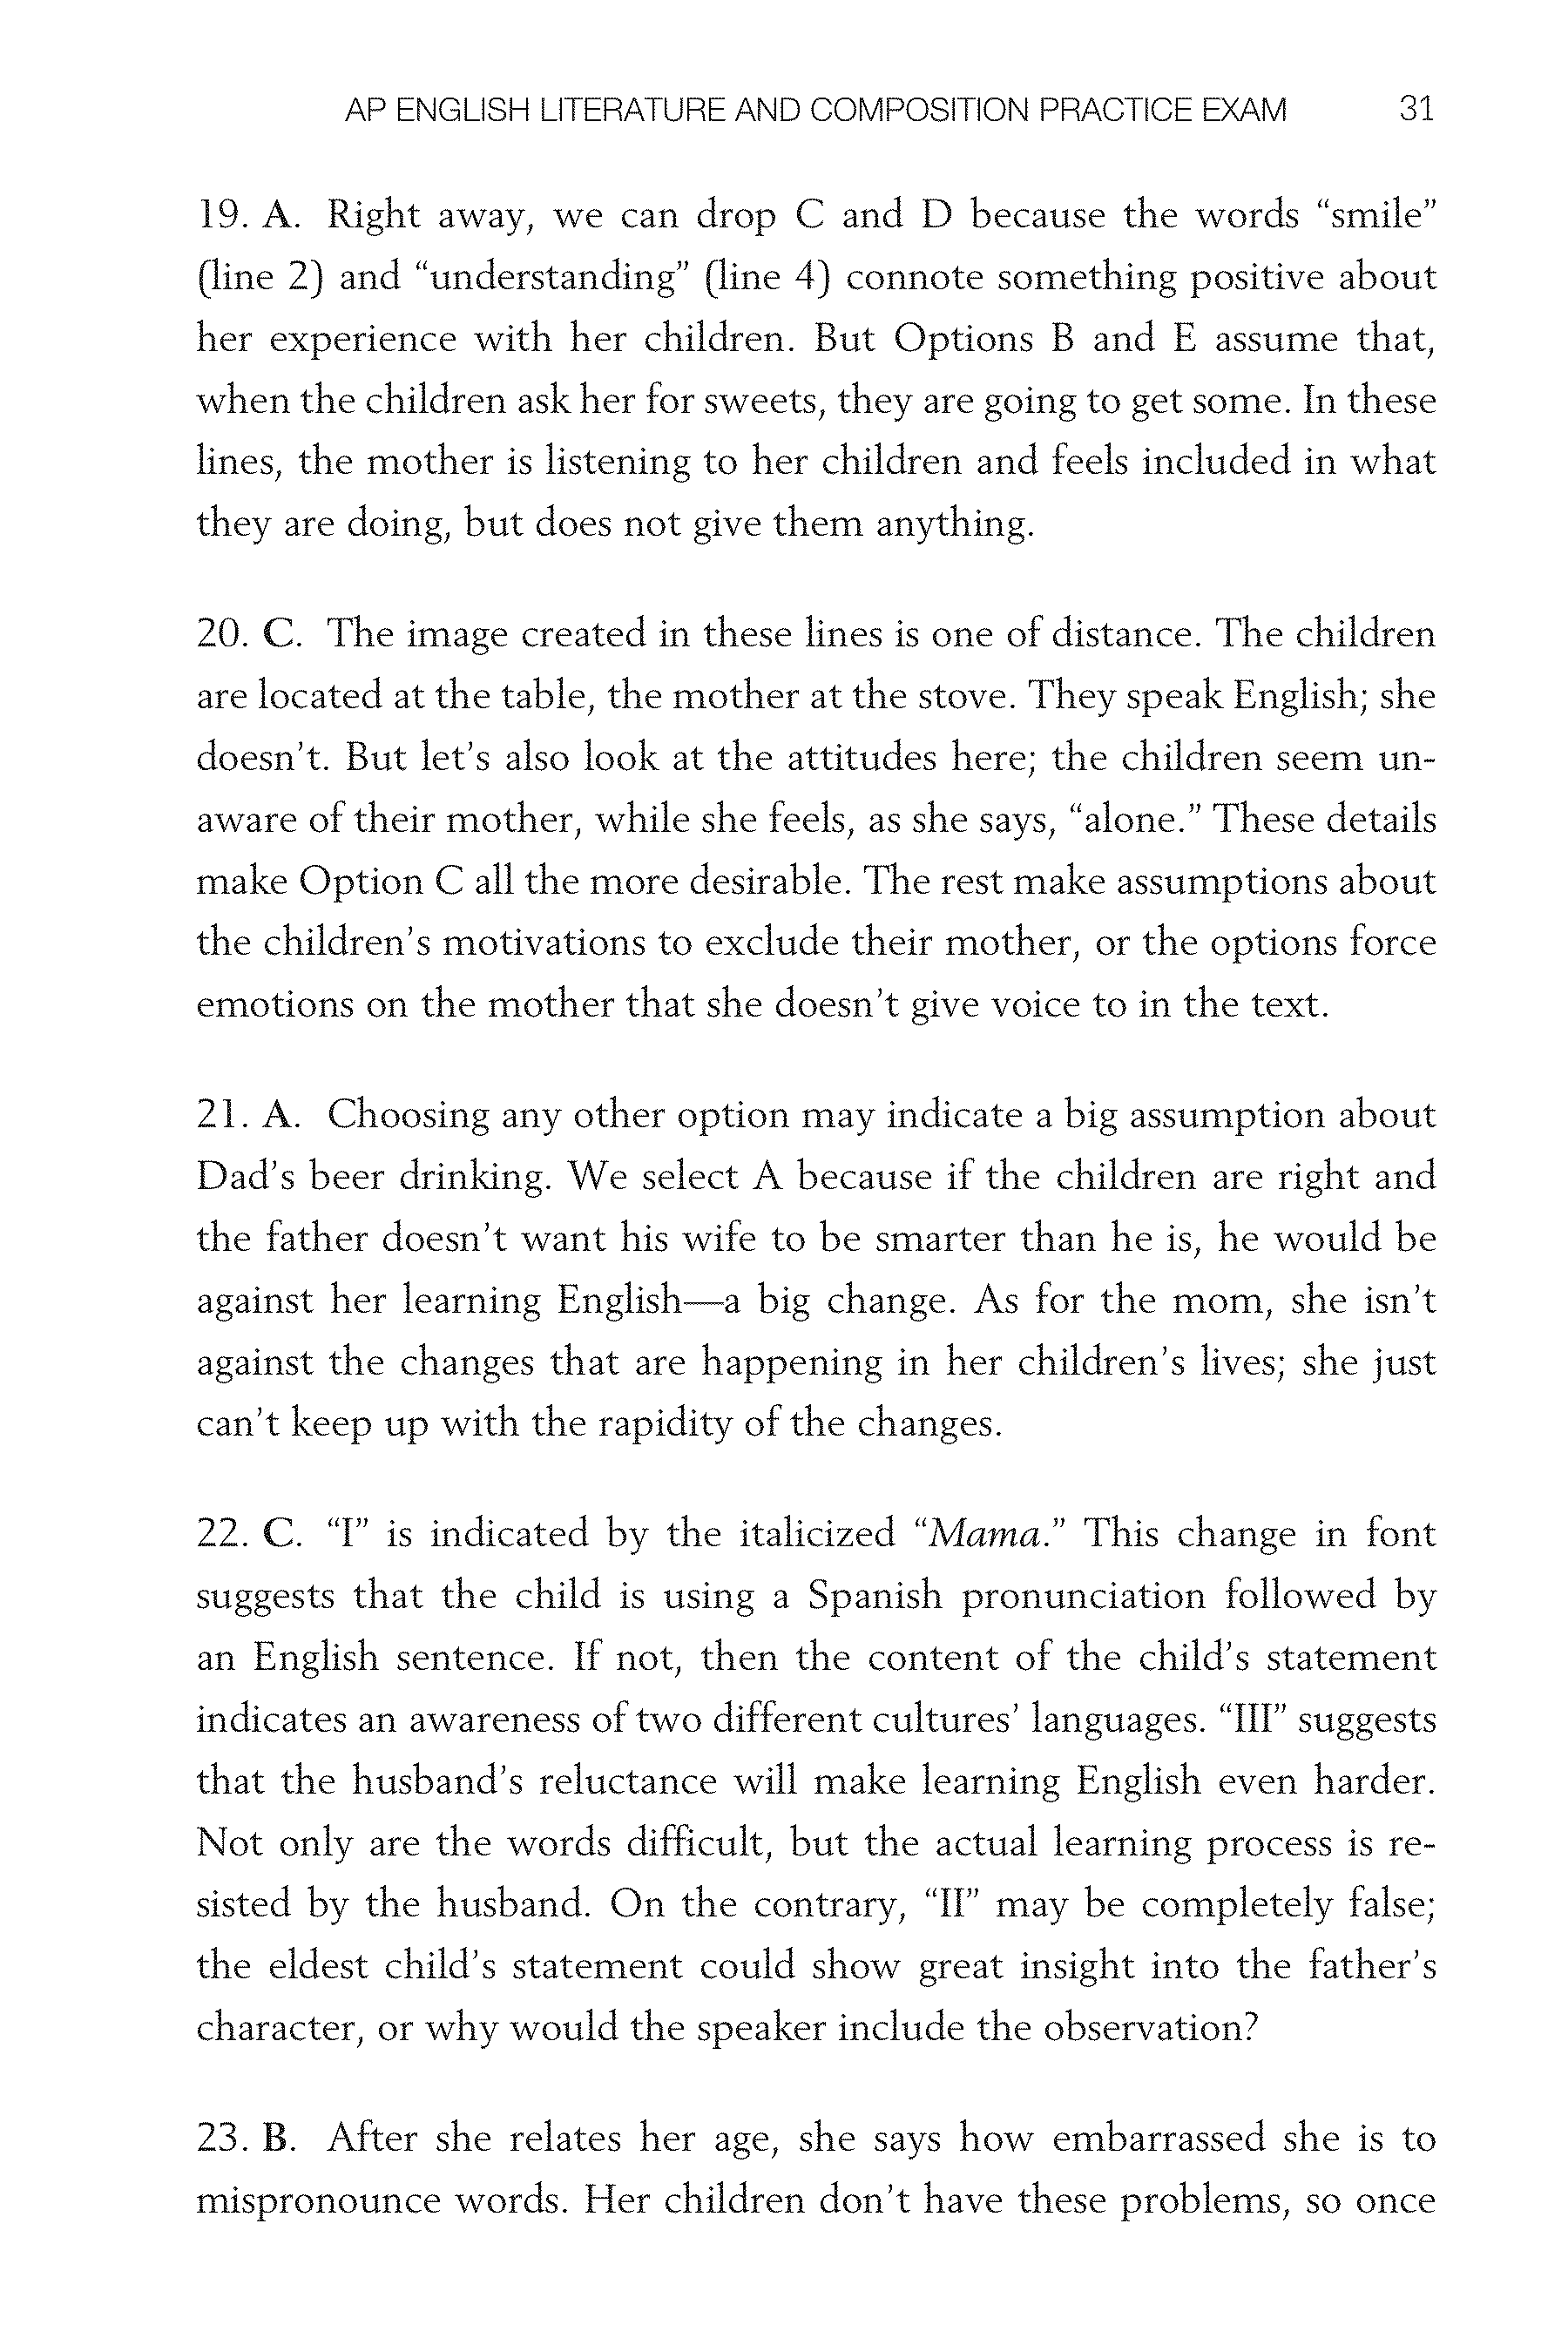 AP ENGLISH LITERATURE AND COMPOSITION PRACTICE EXAM 31
19. A. Right away, we can drop C and D because the words “smile”
(line 2) and “understanding” (line 4) connote something positive about
her experience with her children. But Options B and E assume that,
when the children ask her for sweets, they are going to get some. In these
lines, the mother is listening to her children and feels included in what
they are doing, but does not give them anything.
20. C. The image created in these lines is one of distance. The children
are located at the table, the mother at the stove. They speak English; she
doesn’t. But let’s also look at the attitudes here; the children seem un-
aware of their mother, while she feels, as she says, “alone.” These details
make Option C all the more desirable. The rest make assumptions about
the children’s motivations to exclude their mother, or the options force
emotions on the mother that she doesn’t give voice to in the text.
21. A. Choosing any other option may indicate a big assumption about
Dad’s beer drinking. We select A because if the children are right and
the father doesn’t want his wife to be smarter than he is, he would be
against her learning English—a big change. As for the mom, she isn’t
against the changes that are happening in her children’s lives; she just
can’t keep up with the rapidity of the changes.
22. C. “I” is indicated by the italicized “Mama.” This change in font
suggests that the child is using a Spanish pronunciation followed by
an English sentence. If not, then the content of the child’s statement
indicates an awareness of two different cultures’ languages. “III” suggests
that the husband’s reluctance will make learning English even harder.
Not only are the words difficult, but the actual learning process is re-
sisted by the husband. On the contrary, “II” may be completely false;
the eldest child’s statement could show great insight into the father’s
character, or why would the speaker include the observation?
23. B. After she relates her age, she says how embarrassed she is to
mispronounce words. Her children don’t have these problems, so once